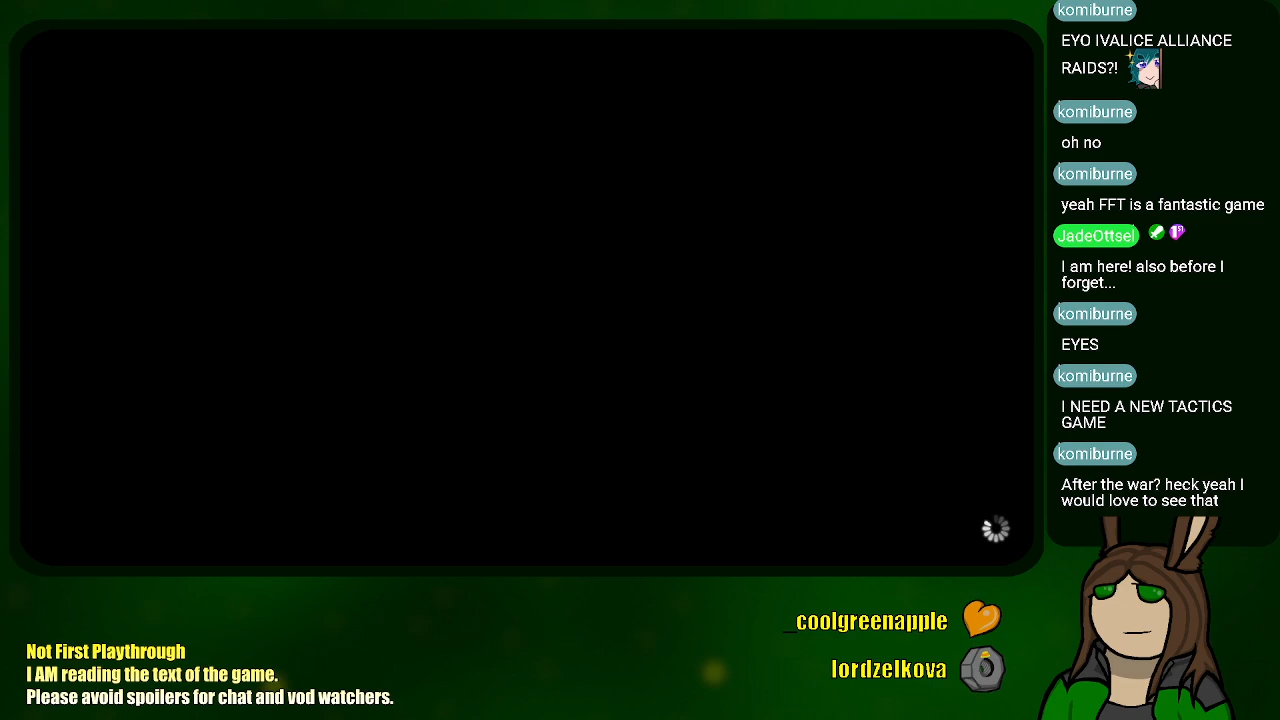 komiburne
EYO IVALICE ALLIANCE
RAIDS?!
komiburne
oh no
komiburne
yeah FFT is a fantastic game
JadeOttsel
I am here! also before I
forget...
komiburne
EYES
komiburne
I NEED A NEW TACTICS
GAME
komiburne
After the war? heck yeah I
would love to see that
_coolgreenapple
lordzelkova
Not First Playthrough
I AM reading the text of the game.
Please avoid spoilers for chat and vod watchers.